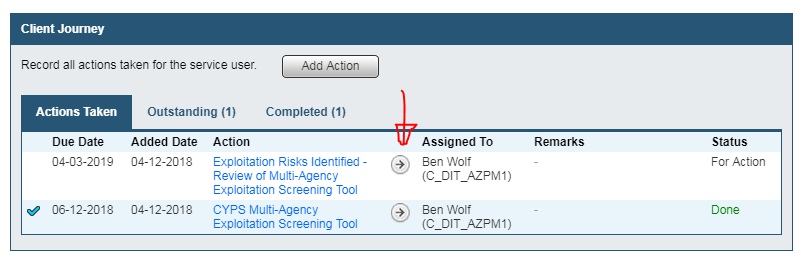 Client Journey
Record all actions taken for the service user. Add Action
Actions Taken Outstanding (1) Completed (1)
Due Date Added Date Action Assigned To Remarks Status
04-03-2019 04-12-2018 Exploitation Risks Identified - Ben Wolf - For Action
Review of Multi-Agency (C_DIT_AZPM1)
Exploitation Screening Tool
06-12-2018 04-12-2018 CYPS Multi-Agency Ben Wolf - Done
Exploitation Screening Tool (C_DIT_AZPM1)